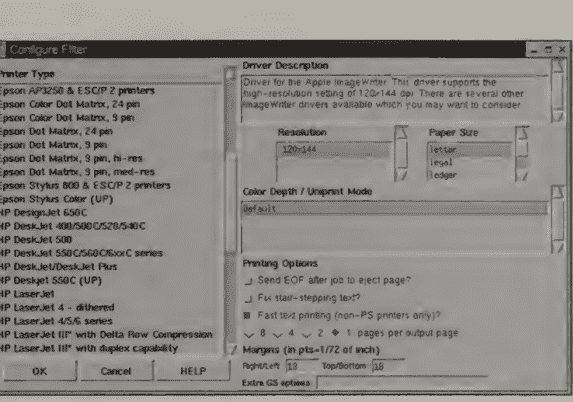 Configure Filter
Printer Type
Epson AP3250 & ESC/P 2 printers
Epson Color Dot Matrix, 24 pin
Epson Color Dot Matrix, 9 pin
Epson Dot Matrix, 24 pin
Epson Dot Matrix, 9 pin
Epson Dot Matrix, 9 pin, hi-res
Epson Dot Matrix, 9 pin, med-res
Epson Stylus 800 & ESC/P 2 printers
Epson Stylus Color (UP)
HP DesignJet 650C
HP DeskJet 400/500C/520/540C
HP DeskJet 500
HP DeskJet 550C/560C/6xxC series
HP DeskJet/DeskJet Plus
HP Deskjet 550C (UP)
HP LaserJet
HP LaserJet 4 - dithered
HP LaserJet 4/5/6 series
HP LaserJet III* with Delta Row Compression
HP LaserJet III* with duplex capability
OK Cancel HELP
Driver Description
Driver for the Apple ImageWriter. This driver supports the
high-resolution setting of 120x144 dpi. There are several other
ImageWriter drivers available which you may want to consider
Resolution
120x144
Paper Size
letter
legal
ledger
Color Depth / Uniprint Mode
Default
Printing Options
Send EOF after job to eject page?
Fix stair-stepping text?
Fast text printing (non-PS printers only)?
8 4 2 1 pages per output page
Margins (in pts=1/72 of inch)
Right/Left 18 Top/Bottom 18
Extra GS options: